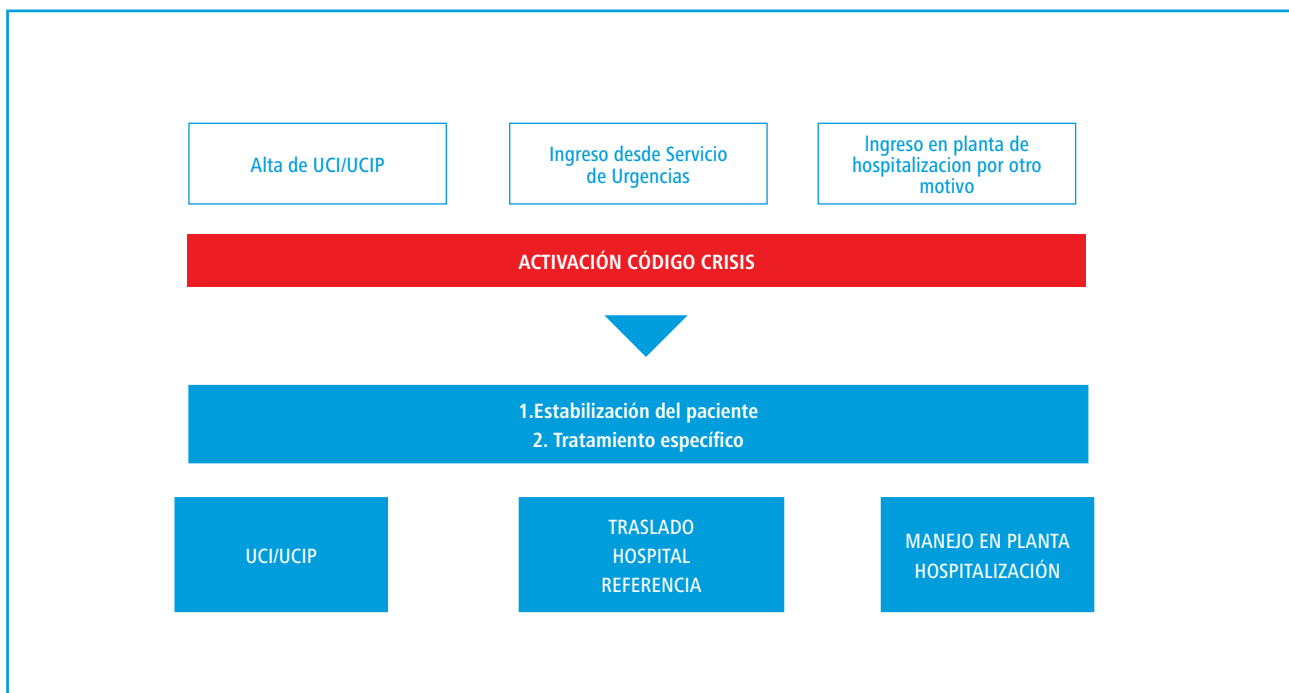 Alta de UCI/UCIP
Ingreso desde Servicio
de Urgencias
Ingreso en planta de
hospitalizacion por otro
motivo
ACTIVACIÓN CÓDIGO CRISIS
1.Estabilización del paciente
2. Tratamiento específico
UCI/UCIP
TRASLADO
HOSPITAL
REFERENCIA
MANEJO EN PLANTA
HOSPITALIZACIÓN